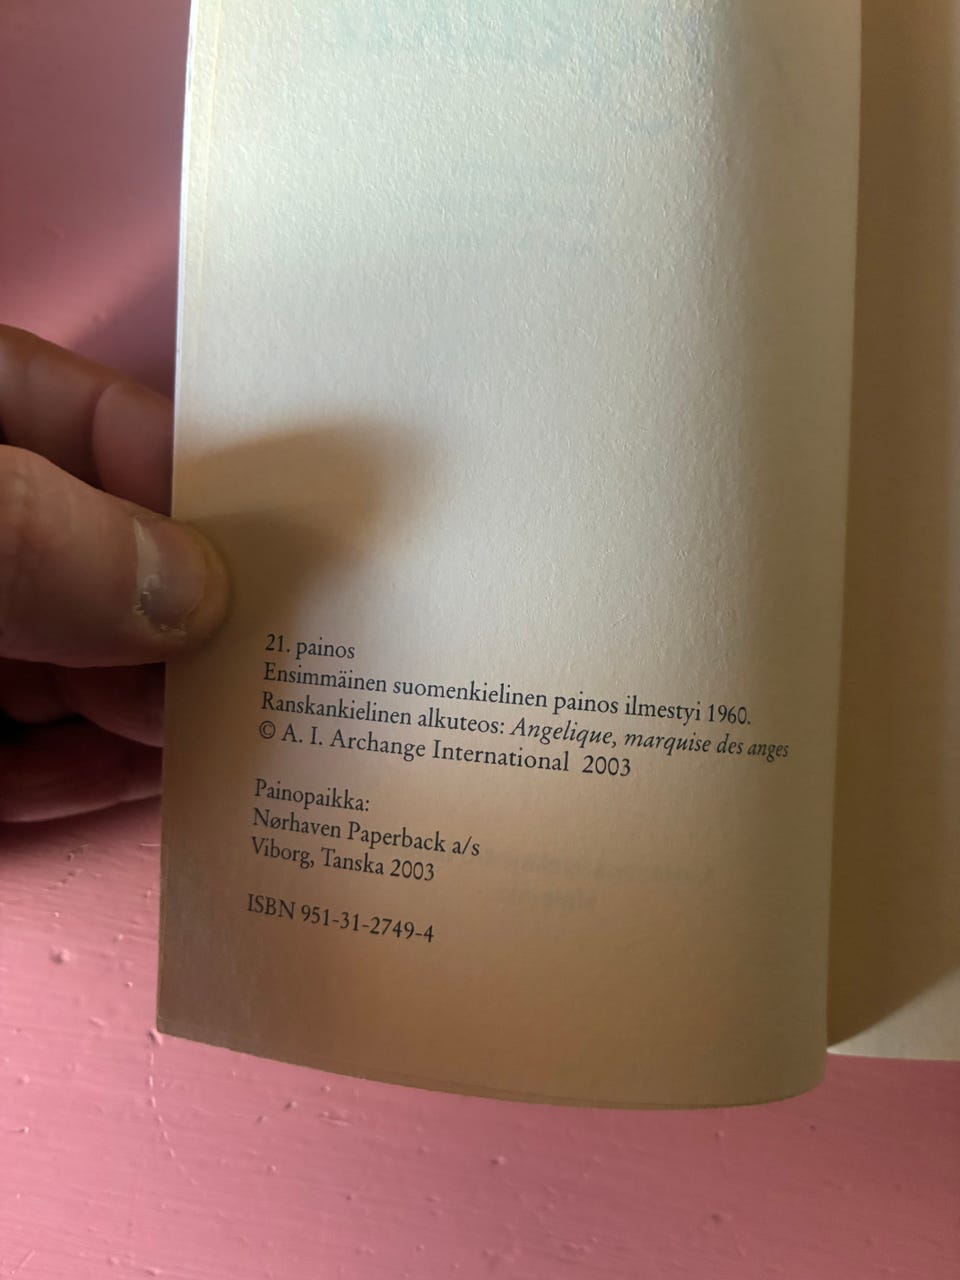 21. painos
Ensimmäinen suomenkielinen painos ilmestyi 1960.
Ranskankielinen alkuteos: Angelique, marquise des anges
© A. I. Archange International 2003
Painopaikka:
Nørhaven Paperback a/s
Viborg, Tanska 2003
ISBN 951-31-2749-4